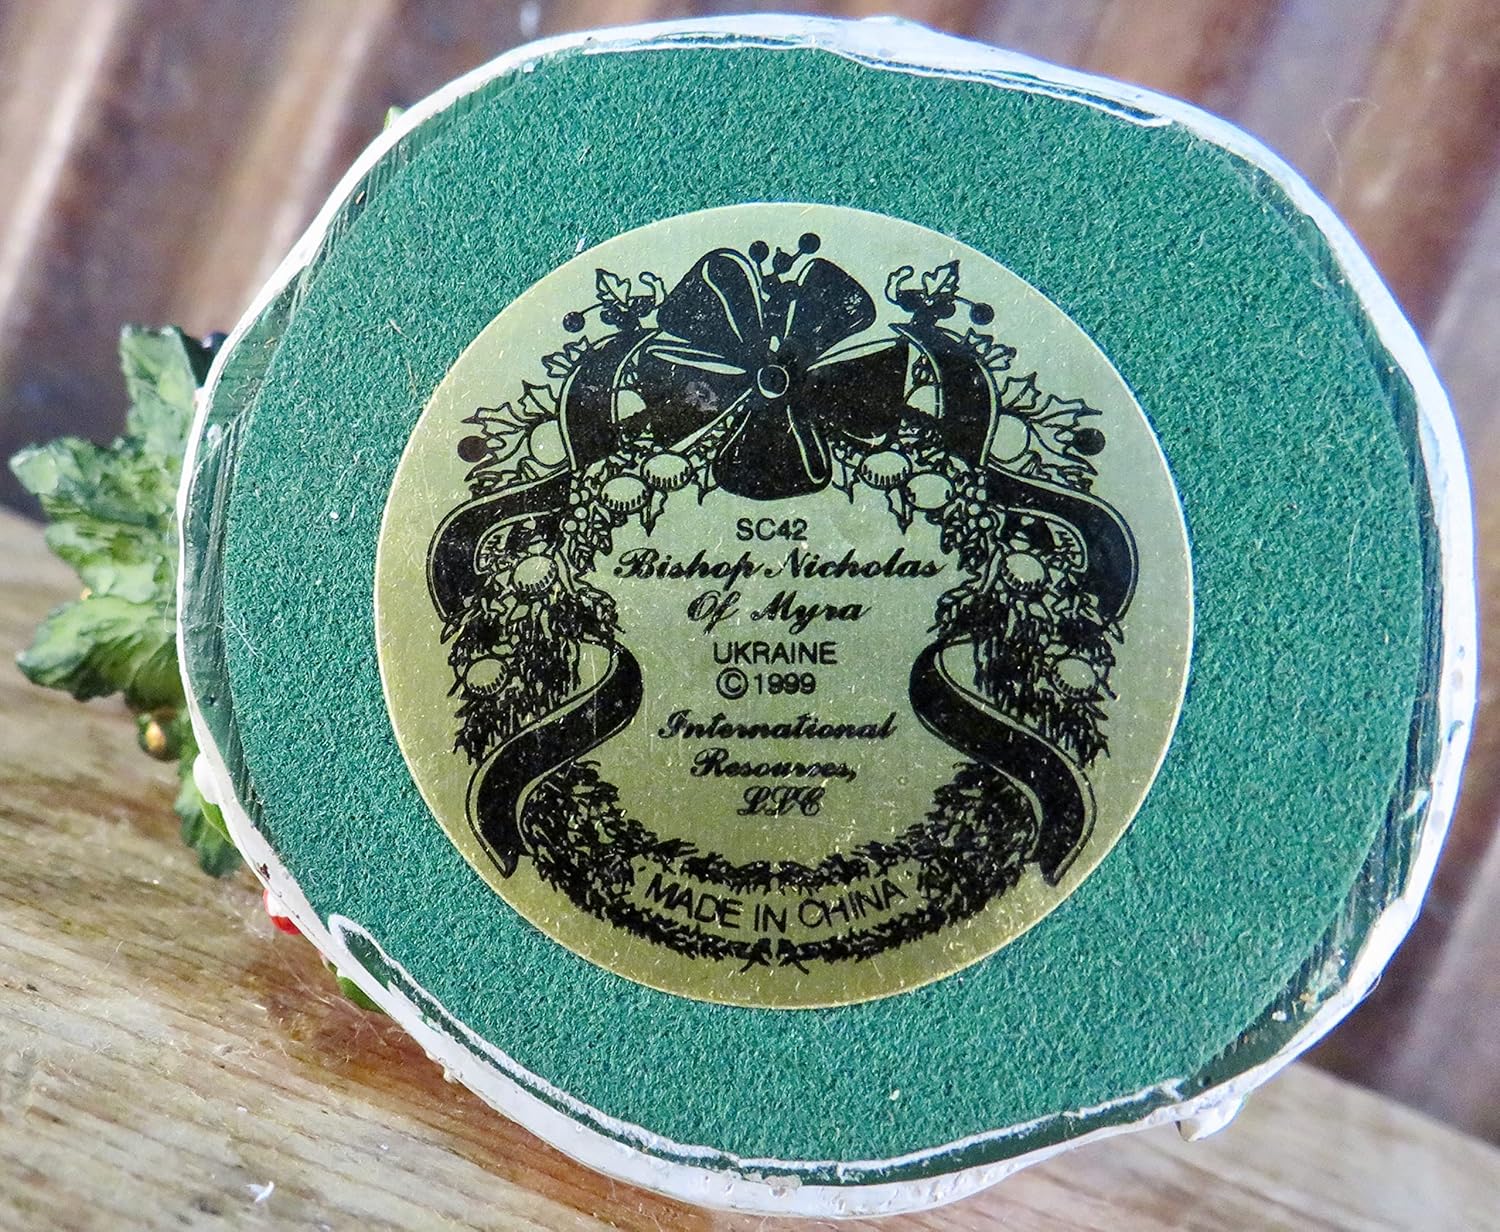 SC42
Bishop Nicholas
Of Myra
UKRAINE
©1999
International
Resources,
LLC
MADE IN CHINA